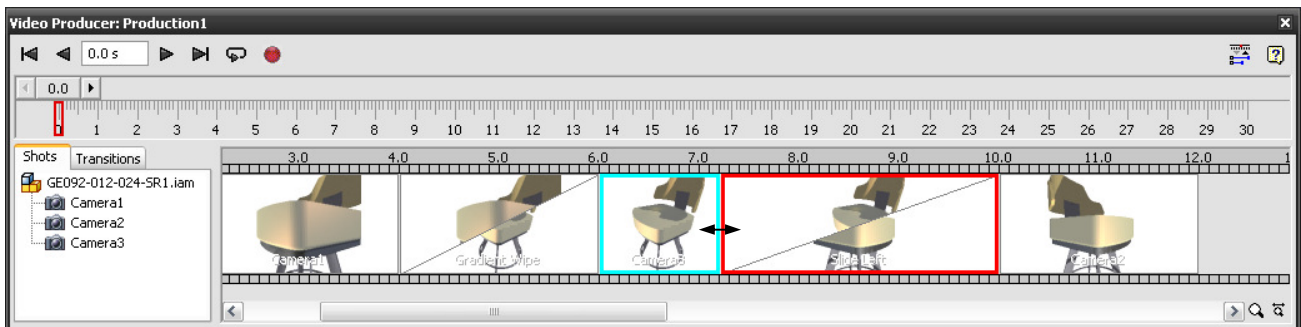 Video Producer: Production1
0.0 s
0.0
0 1 2 3 4 5 6 7 8 9 10 11 12 13 14 15 16 17 18 19 20 21 22 23 24 25 26 27 28 29 30
Shots Transitions
3.0 4.0 5.0 6.0 7.0 8.0 9.0 10.0 11.0 12.0 1
GE092-012-024-SR1.iam
Camera1
Camera2
Camera3
Camera1 Gradient Wipe Camera3 Slide Left Camera2